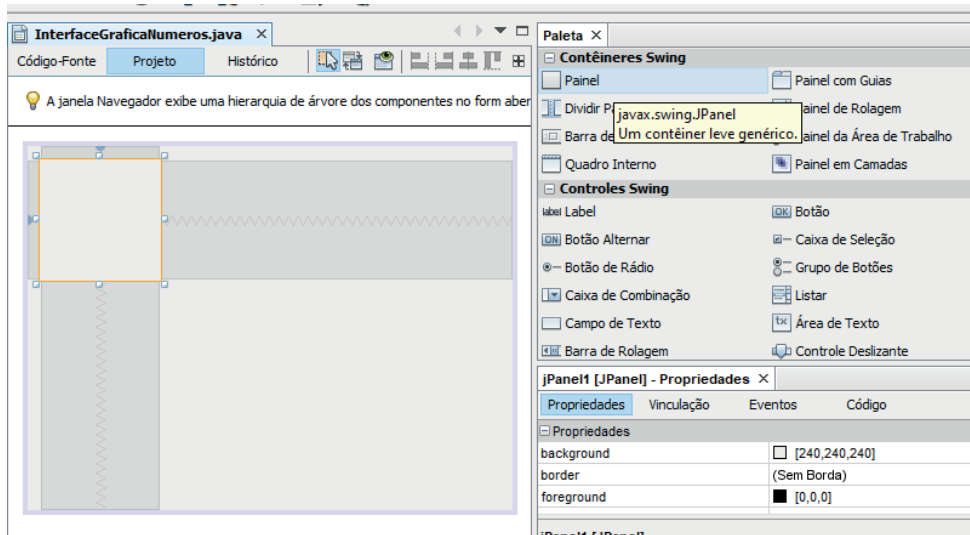 InterfaceGraficaNumeros.java
Código-Fonte Projeto Histórico
A janela Navegador exibe uma hierarquia de árvore dos componentes no form aber
Paleta
Contêineres Swing
Painel Painel com Guias
Dividir P ainel de Rolagem
javax.swing.JPanel
Um contêiner leve genérico.
Barra de ainel da Área de Trabalho
Quadro Interno Painel em Camadas
Controles Swing
label Label OK Botão
ON Botão Alternar Caixa de Seleção
Botão de Rádio Grupo de Botões
Caixa de Combinação Listar
Campo de Texto tx Área de Texto
Barra de Rolagem Controle Deslizante
jPanel1 [JPanel] - Propriedades
Propriedades Vinculação Eventos Código
Propriedades
background [240,240,240]
border (Sem Borda)
foreground [0,0,0]
jPanel1 [JPanel]